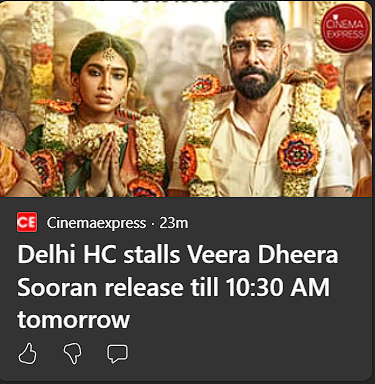 CINEMA
EXPRESS
CE Cinemaexpress · 23m
Delhi HC stalls Veera Dheera
Sooran release till 10:30 AM
tomorrow